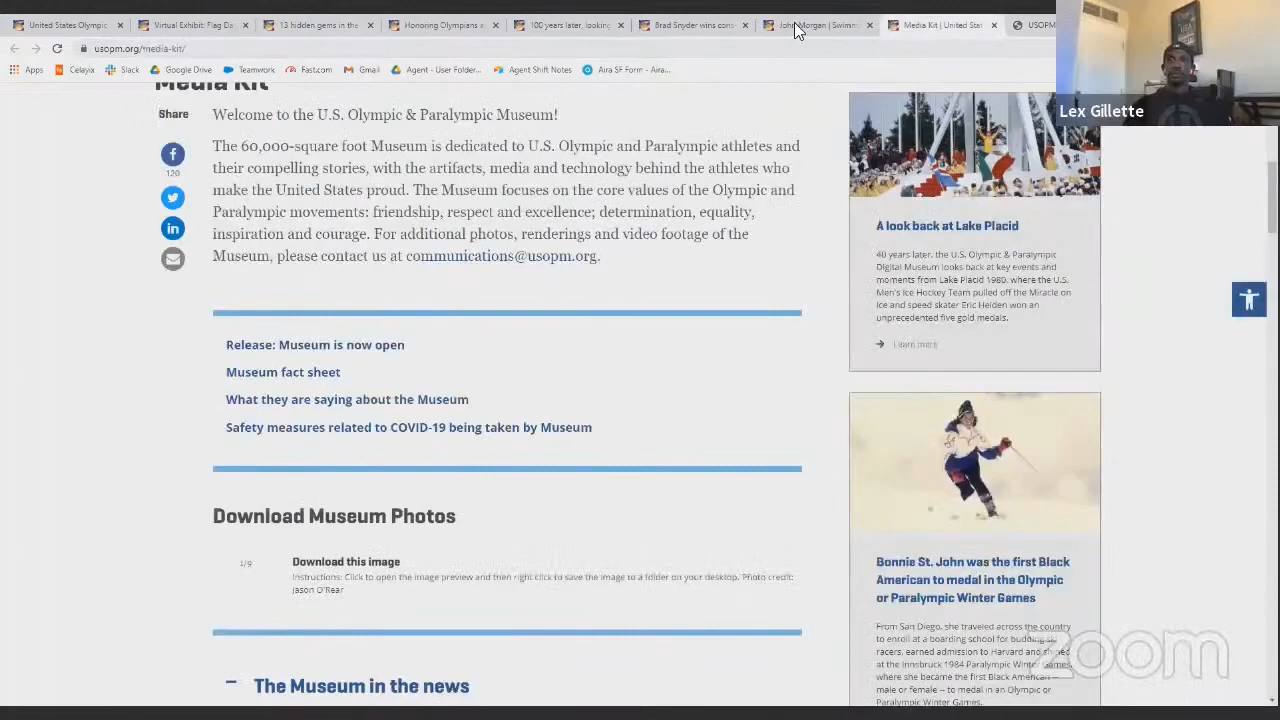 United States Olympic
Virtual Exhibit: Flag Da
13 hidden gems in the
Honoring Olympians a
100 years later, looking
Brad Snyder wins cons
John Morgan | Swimm
Media Kit | United Stat
USOPM
usopm.org/media-kit/
Apps
Celayix
Slack
Google Drive
Teamwork
Fast.com
Gmail
Agent - User Folder...
Agent Shift Notes
Aira SF Form - Aira...
Lex Gillette
Media Kit
Share
120
Welcome to the U.S. Olympic & Paralympic Museum!
The 60,000-square foot Museum is dedicated to U.S. Olympic and Paralympic athletes and
their compelling stories, with the artifacts, media and technology behind the athletes who
make the United States proud. The Museum focuses on the core values of the Olympic and
Paralympic movements: friendship, respect and excellence; determination, equality,
inspiration and courage. For additional photos, renderings and video footage of the
Museum, please contact us at communications@usopm.org.
Release: Museum is now open
Museum fact sheet
What they are saying about the Museum
Safety measures related to COVID-19 being taken by Museum
Download Museum Photos
1/9
Download this image
Instructions: Click to open the image preview and then right click to save the image to a folder on your desktop. Photo credit:
Jason O'Rear
The Museum in the news
A look back at Lake Placid
40 years later, the U.S. Olympic & Paralympic
Digital Museum looks back at key events and
moments from Lake Placid 1980, where the U.S.
Men's Ice Hockey Team pulled off the Miracle on
Ice and speed skater Eric Heiden won an
unprecedented five gold medals.
Learn more
Bonnie St. John was the first Black
American to medal in the Olympic
or Paralympic Winter Games
From San Diego, she traveled across the country
to enroll at a boarding school for budding ski
racers, earned admission to Harvard and shined
at the Innsbruck 1984 Paralympic Winter Games,
where she became the first Black American --
male or female -- to medal in an Olympic or
Paralympic Winter Games.
zoom